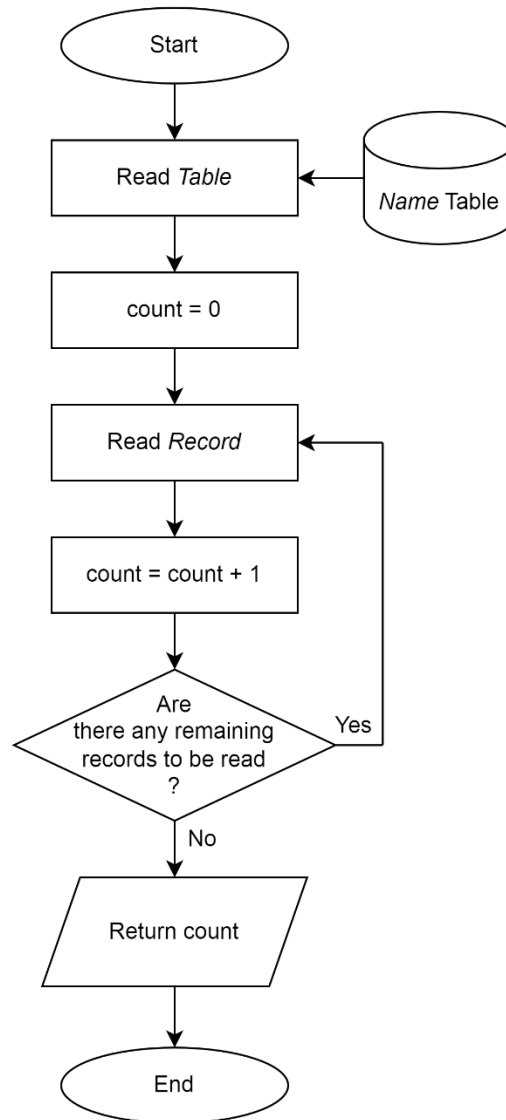 Start
Read Table
Name Table
count = 0
Read Record
count = count + 1
Are
there any remaining
records to be read
?
Yes
No
Return count
End